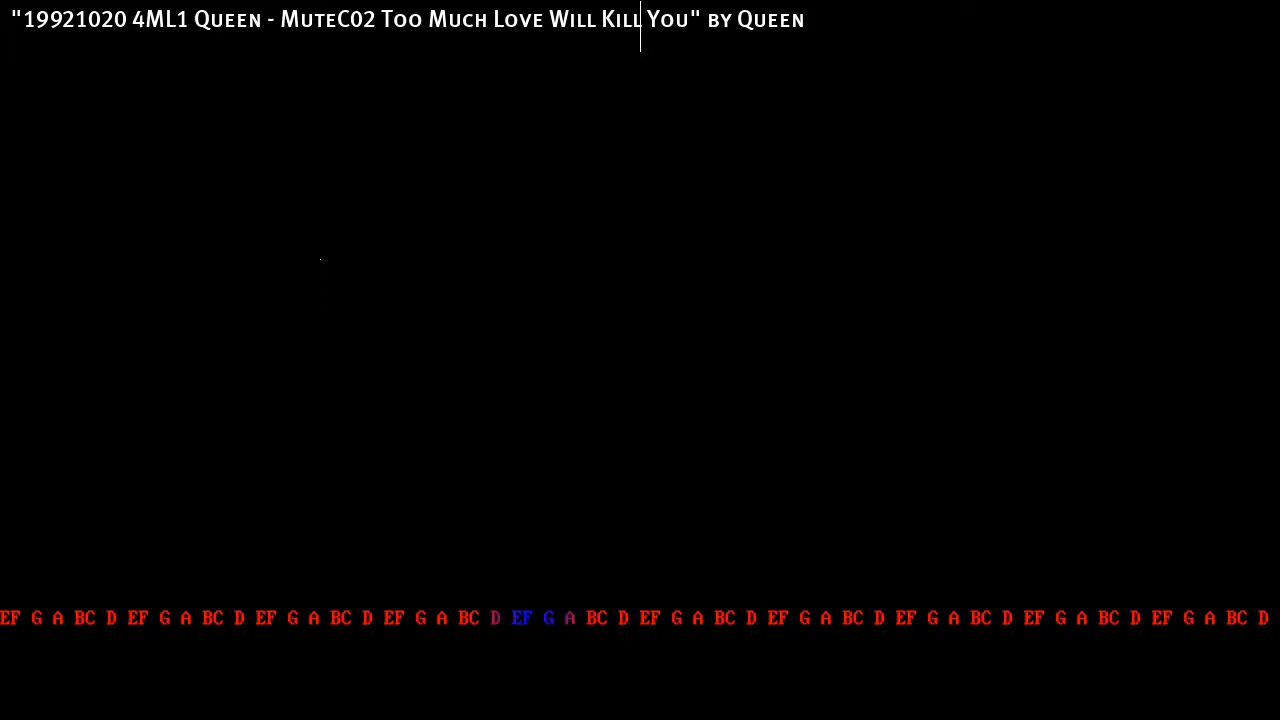 "19921020 4ML1 Queen - MuteC02 Too Much Love Will Kill You" by Queen
EF G A BC D EF G A BC D EF G A BC D EF G A BC D EF G A BC D EF G A BC D EF G A BC D EF G A BC D EF G A BC D EF G A BC D